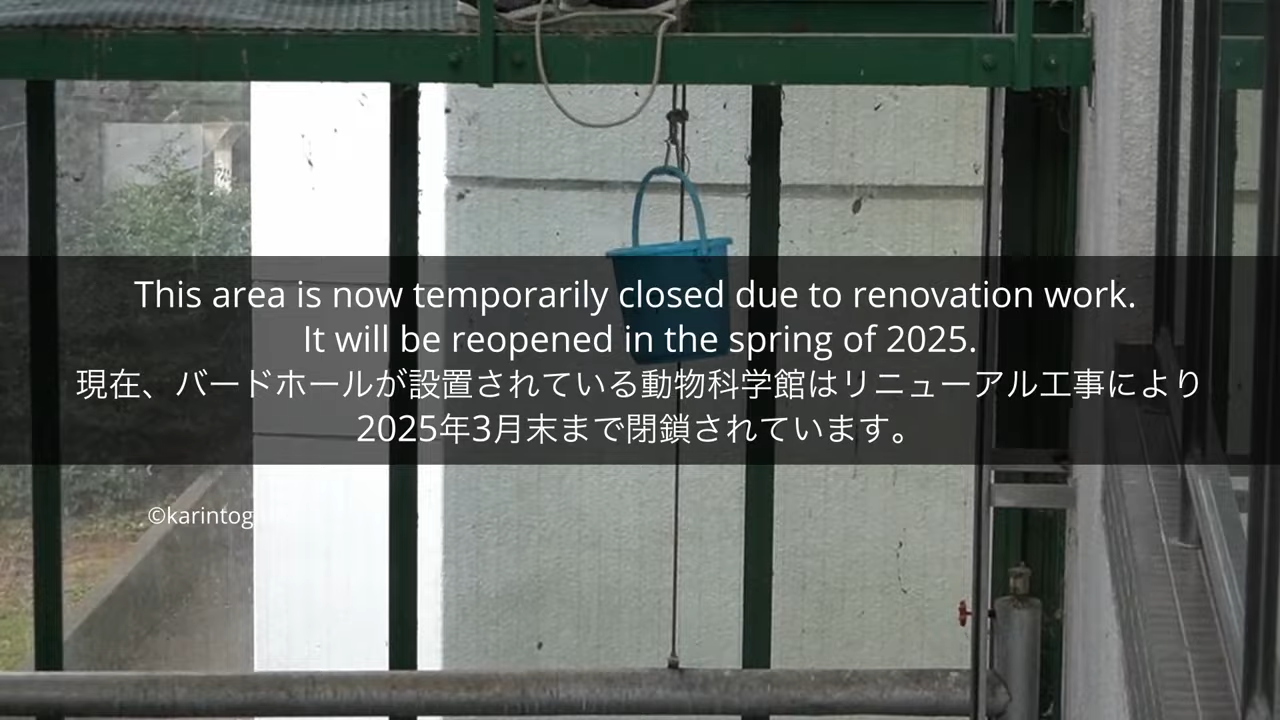 This area is now temporarily closed due to renovation work.
It will be reopened in the spring of 2025.
現在、バードホールが設置されている動物科学館はリニューアル工事により
2025年3月末まで閉鎖されています。